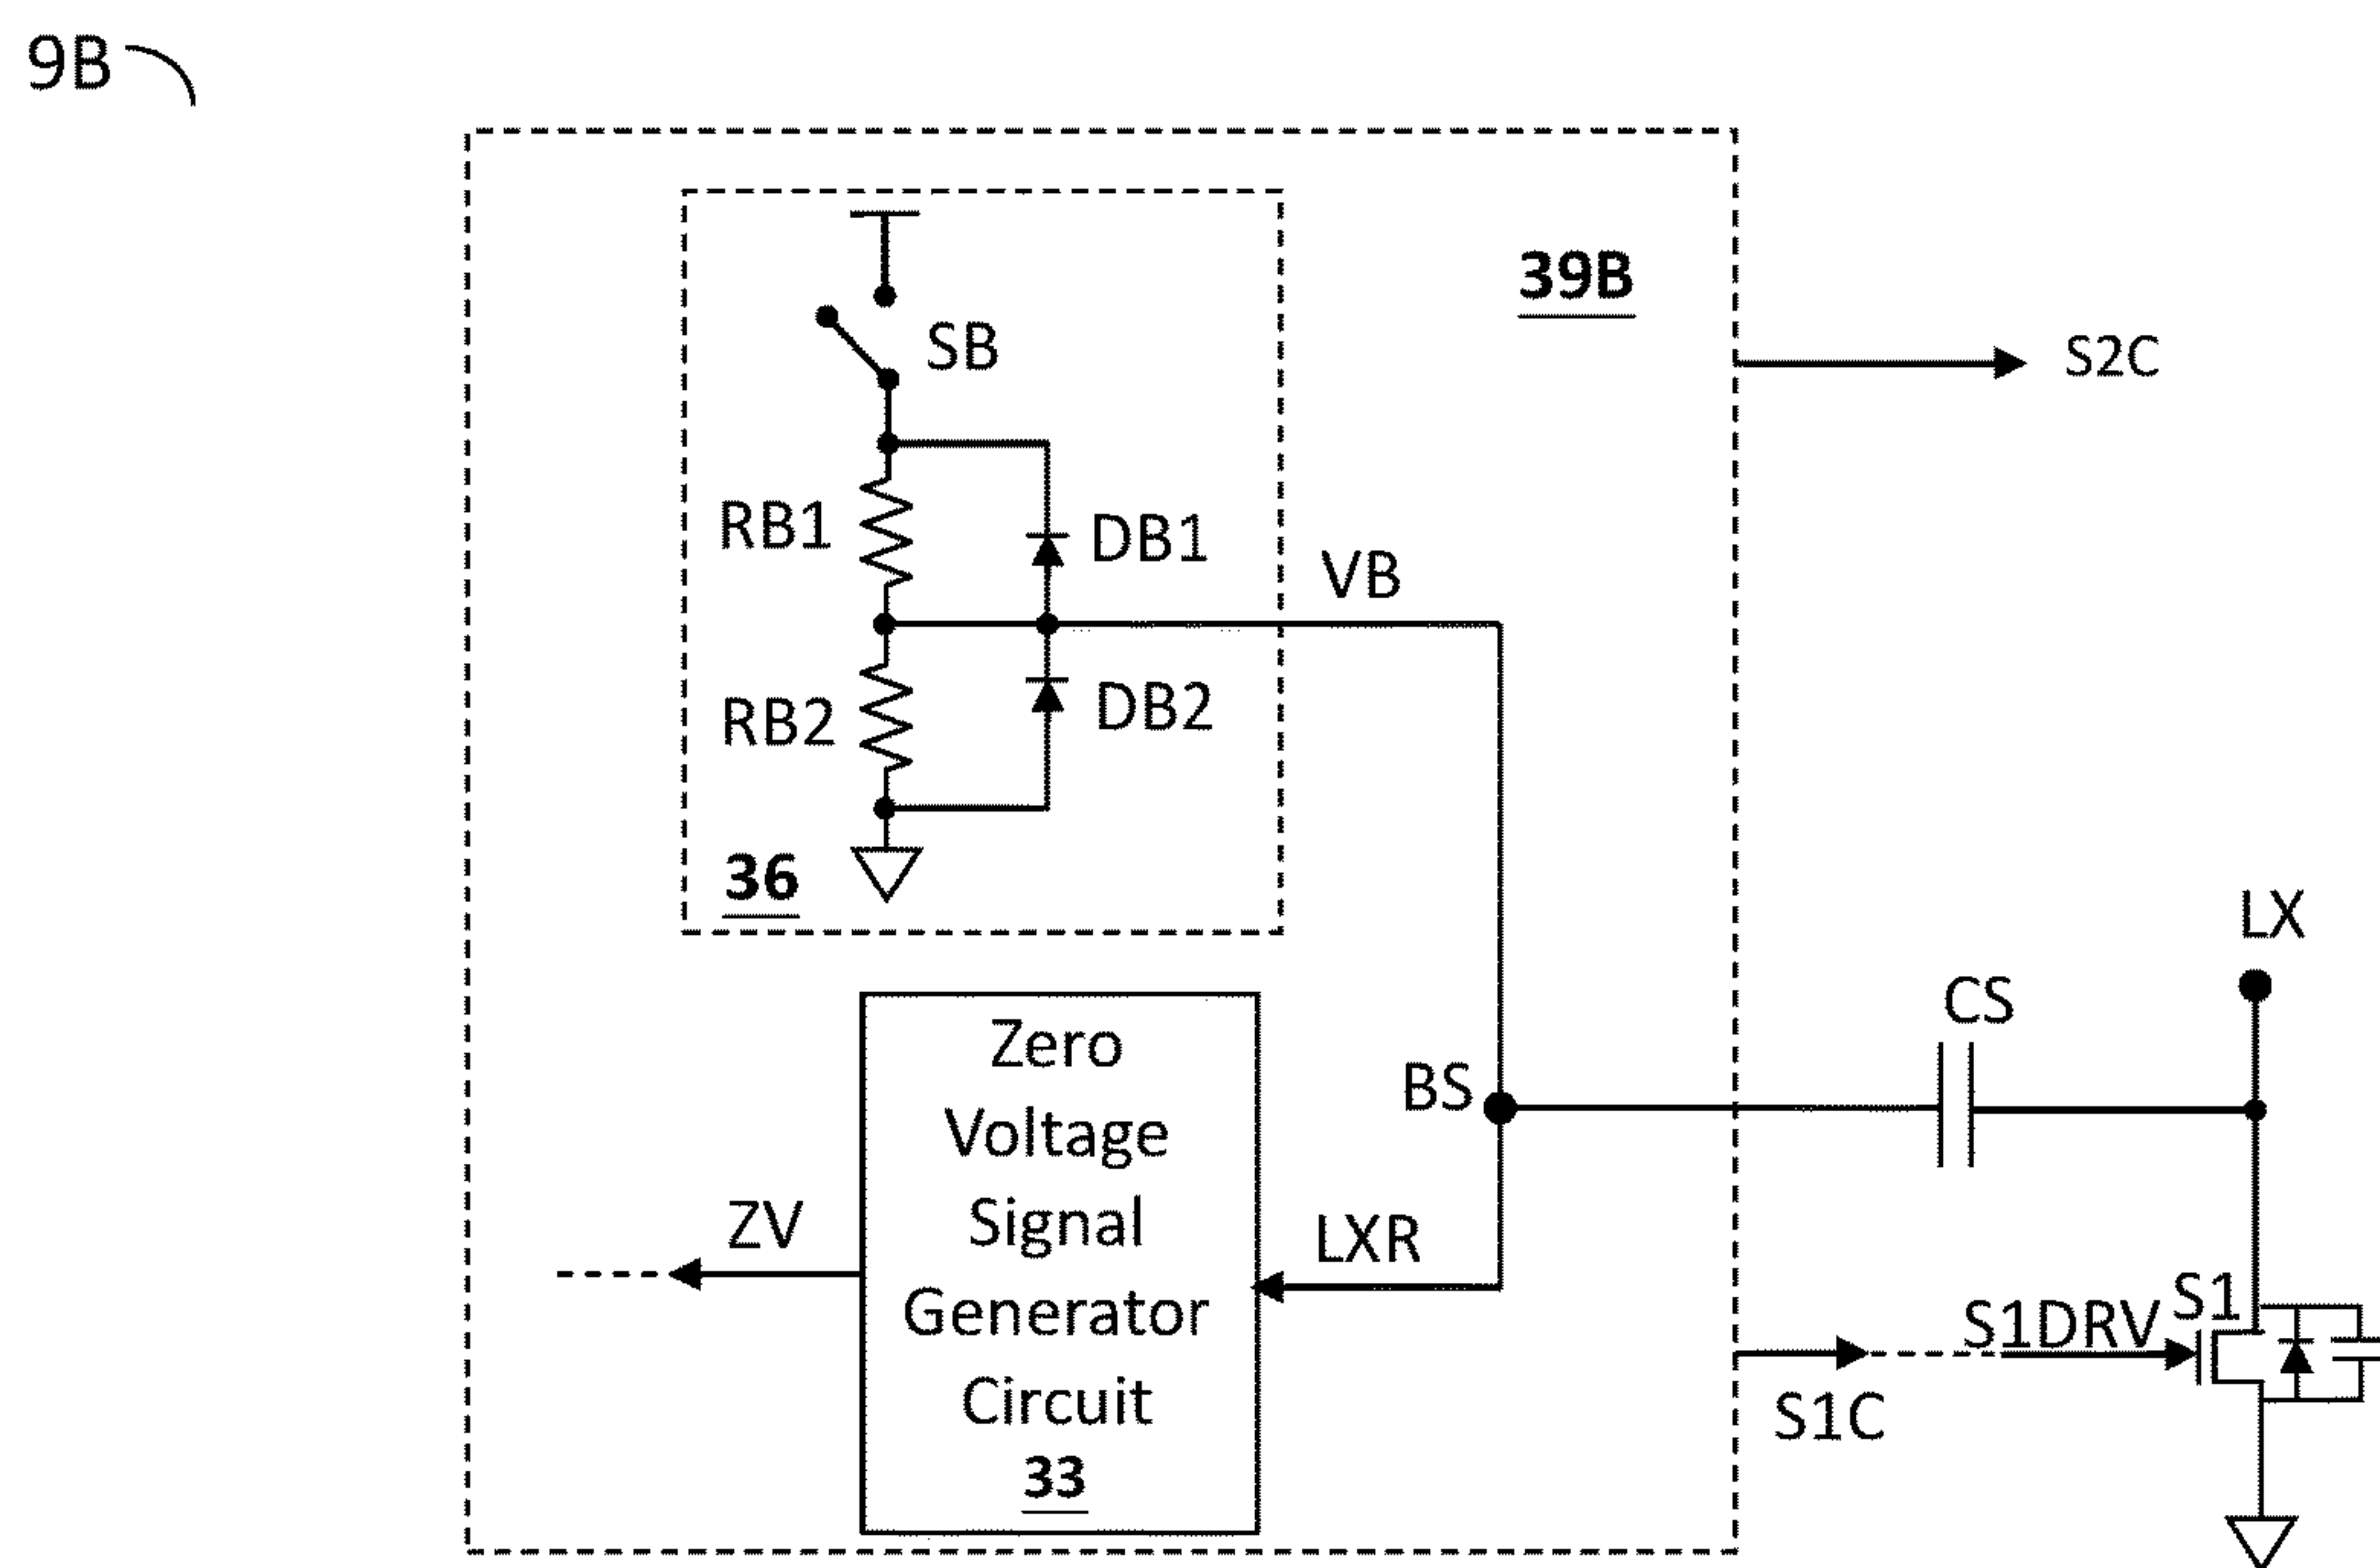 9B
39B
SB
S2C
RB1
DB1
VB
RB2
DB2
36
LX
CS
Zero
Voltage
Signal
Generator
Circuit
33
BS
ZV
LXR
S1DRV
S1
S1C